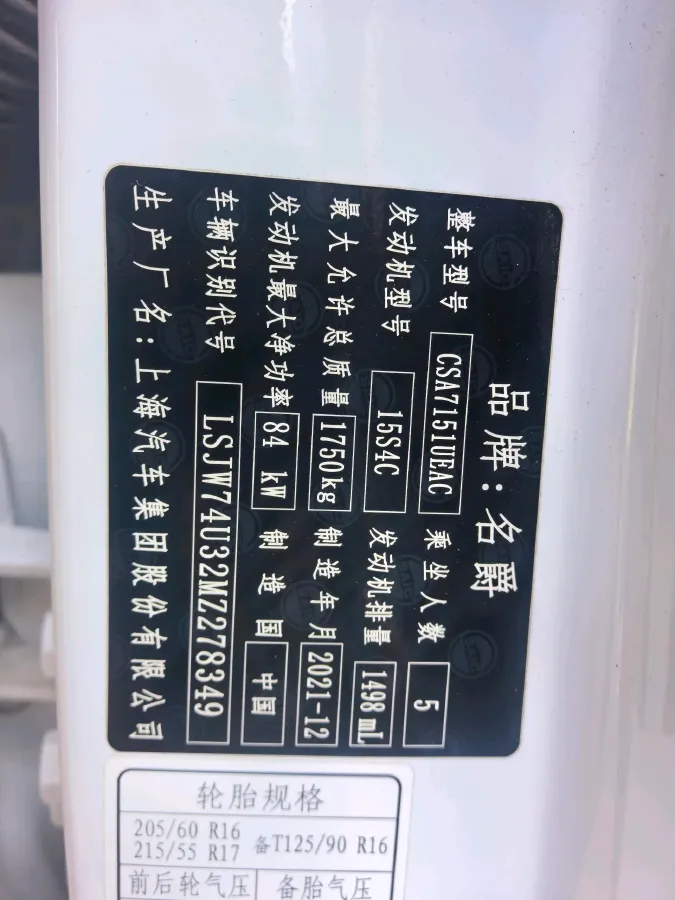 品牌:名爵
整车型号 CSA7151UEAC 乘坐人数 5
发动机型号 15S4C 发动机排量 1498 mL
最大允许总质量 1750kg 制造年月 2021-12
发动机最大净功率 84 kW 制造国 中国
车辆识别代号 LSJW74U32MZ278349
生产厂名:上海汽车集团股份有限公司
轮胎规格
205/60 R16
215/55 R17
备T125/90 R16
前后轮气压 备胎气压